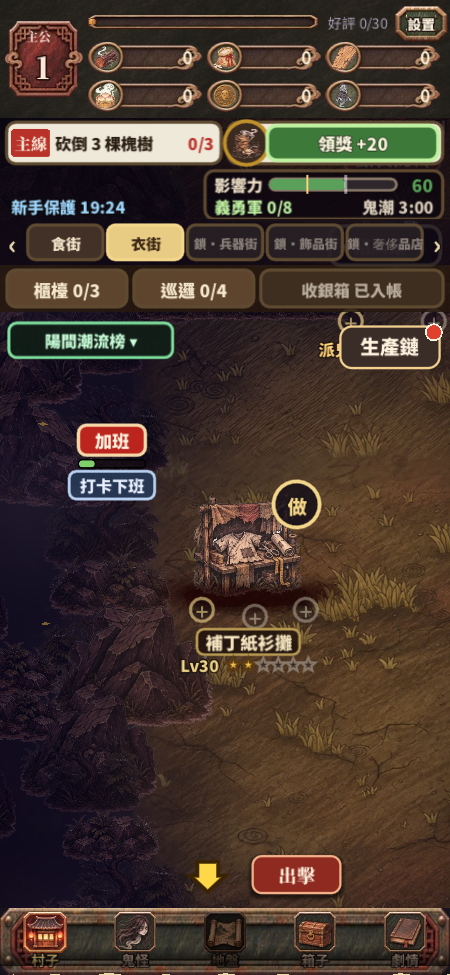 主公
1
好評 0/30
設置
0 0 0
0 0 0
主線 砍倒 3 棵槐樹 0/3
領獎 +20
影響力 60
新手保護 19:24
義勇軍 0/8 鬼潮 3:00
‹ 食街 衣街 鎖・兵器街 鎖・飾品街 鎖・奢侈品店 ›
櫃檯 0/3 巡邏 0/4 收銀箱 已入帳
陽間潮流榜 ▾
派
生產鏈
加班
打卡下班
做
補丁紙衫攤
Lv30
出擊
村子 鬼怪 地盤 箱子 劇情